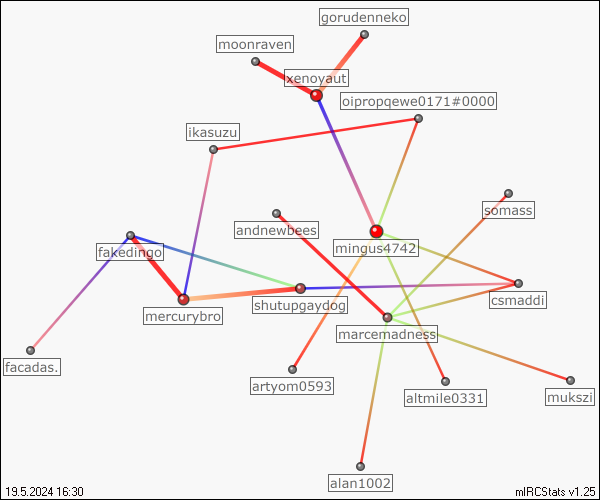 gorudenneko
moonraven
xenoyaut
oipropqewe0171#0000
ikasuzu
somass
andnewbees
mingus4742
fakedingo
csmaddi
shutupgaydog
mercurybro
marcemadness
facadas.
artyom0593
altmile0331
mukszi
alan1002
19.5.2024 16:30
mIRCStats v1.25